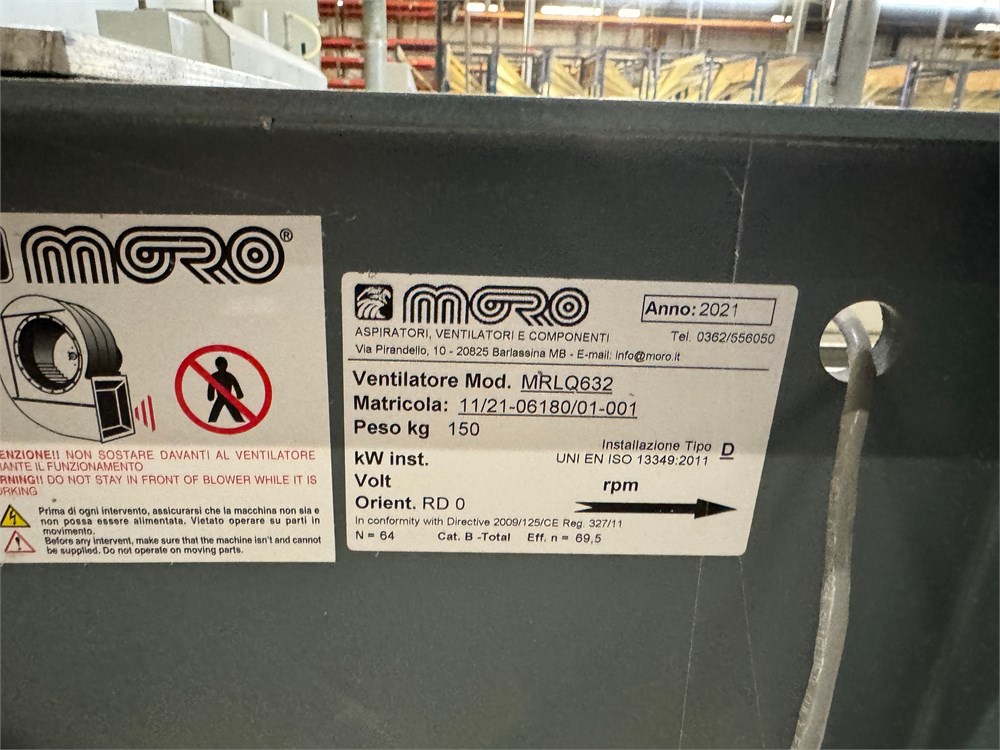 MORO®
ENZIONE!! NON SOSTARE DAVANTI AL VENTILATORE
ANTE IL FUNZIONAMENTO
RNING!! DO NOT STAY IN FRONT OF BLOWER WHILE IT IS
ORKING
Prima di ogni intervento, assicurarsi che la macchina non sia e
non possa essere alimentata. Vietato operare su parti in
movimento.
Before any intervent, make sure that the machine isn't and cannot
be supplied. Do not operate on moving parts.
MORO
Anno: 2021
ASPIRATORI, VENTILATORI E COMPONENTI
Tel. 0362/556050
Via Pirandello, 10 - 20825 Barlassina MB - E-mail: info@moro.it
Ventilatore Mod. MRLQ632
Matricola: 11/21-06180/01-001
Peso kg 150
Installazione Tipo D
UNI EN ISO 13349:2011
kW inst.
Volt
rpm
Orient. RD 0
In conformity with Directive 2009/125/CE Reg. 327/11
N = 64 Cat. B -Total Eff. n = 69,5